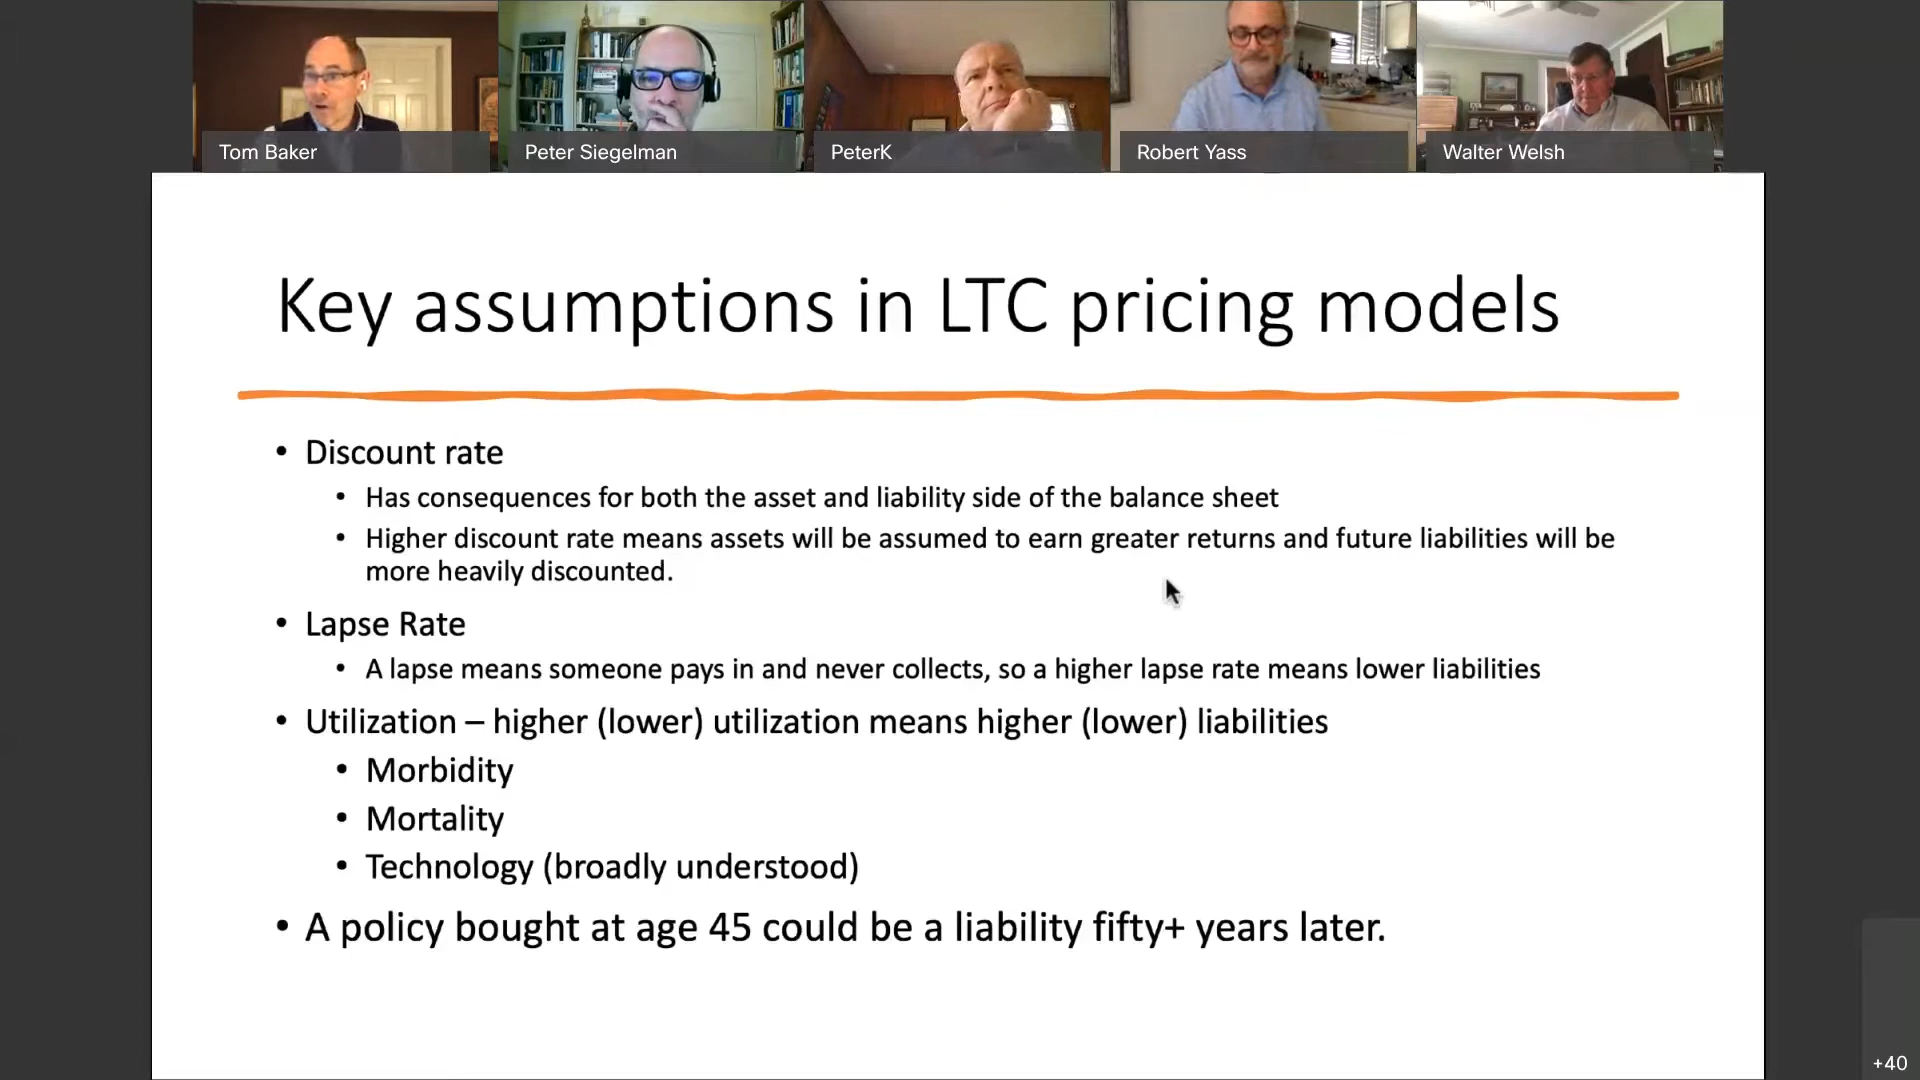 Tom Baker
Peter Siegelman
PeterK
Robert Yass
Walter Welsh
Key assumptions in LTC pricing models
• Discount rate
• Has consequences for both the asset and liability side of the balance sheet
• Higher discount rate means assets will be assumed to earn greater returns and future liabilities will be
more heavily discounted.
• Lapse Rate
• A lapse means someone pays in and never collects, so a higher lapse rate means lower liabilities
• Utilization – higher (lower) utilization means higher (lower) liabilities
• Morbidity
• Mortality
• Technology (broadly understood)
• A policy bought at age 45 could be a liability fifty+ years later.
+40